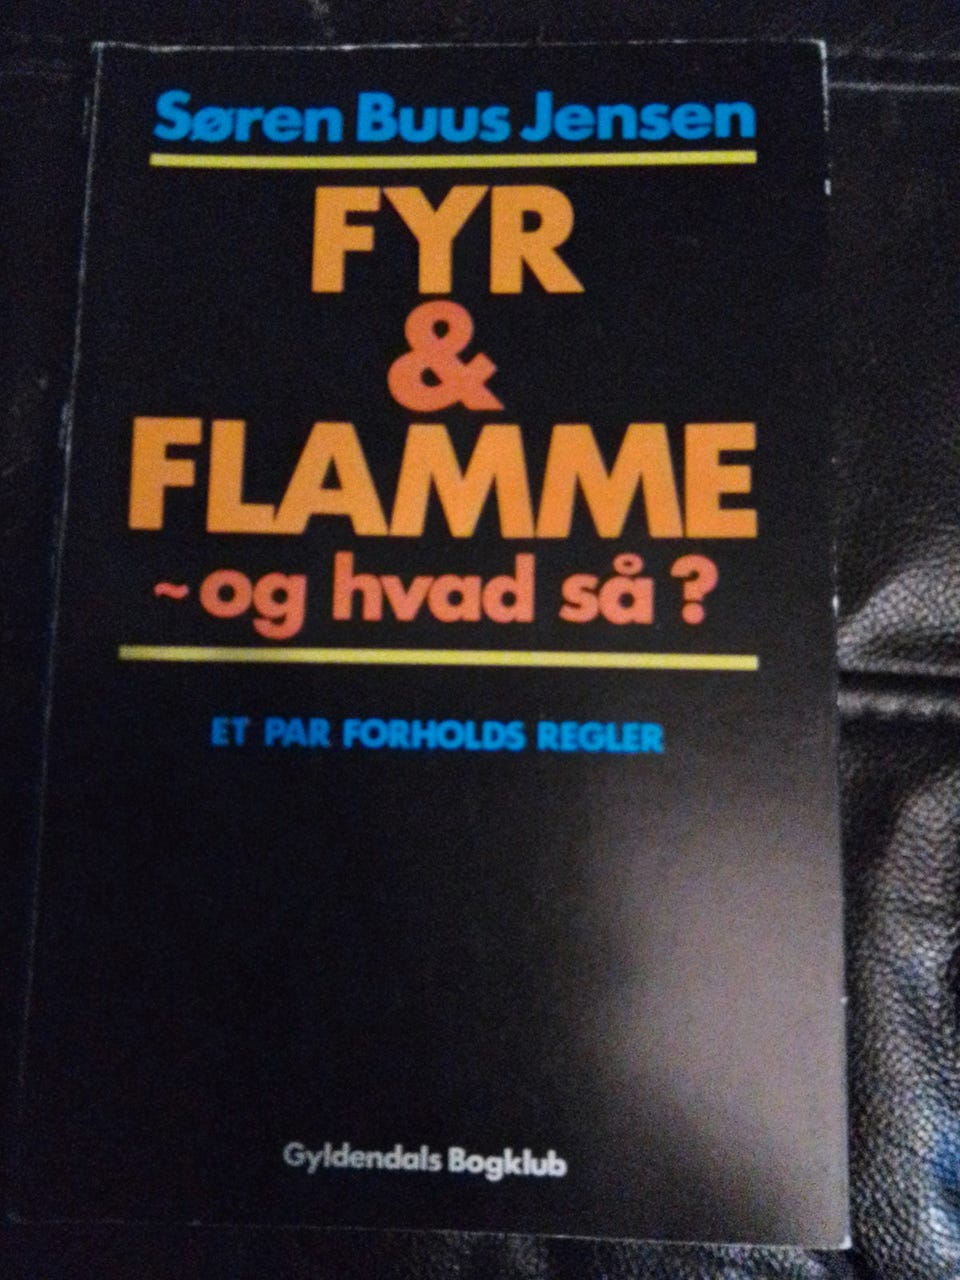 Søren Buus Jensen
FYR
&
FLAMME
~og hvad så?
ET PAR FORHOLDS REGLER
Gyldendals Bogklub